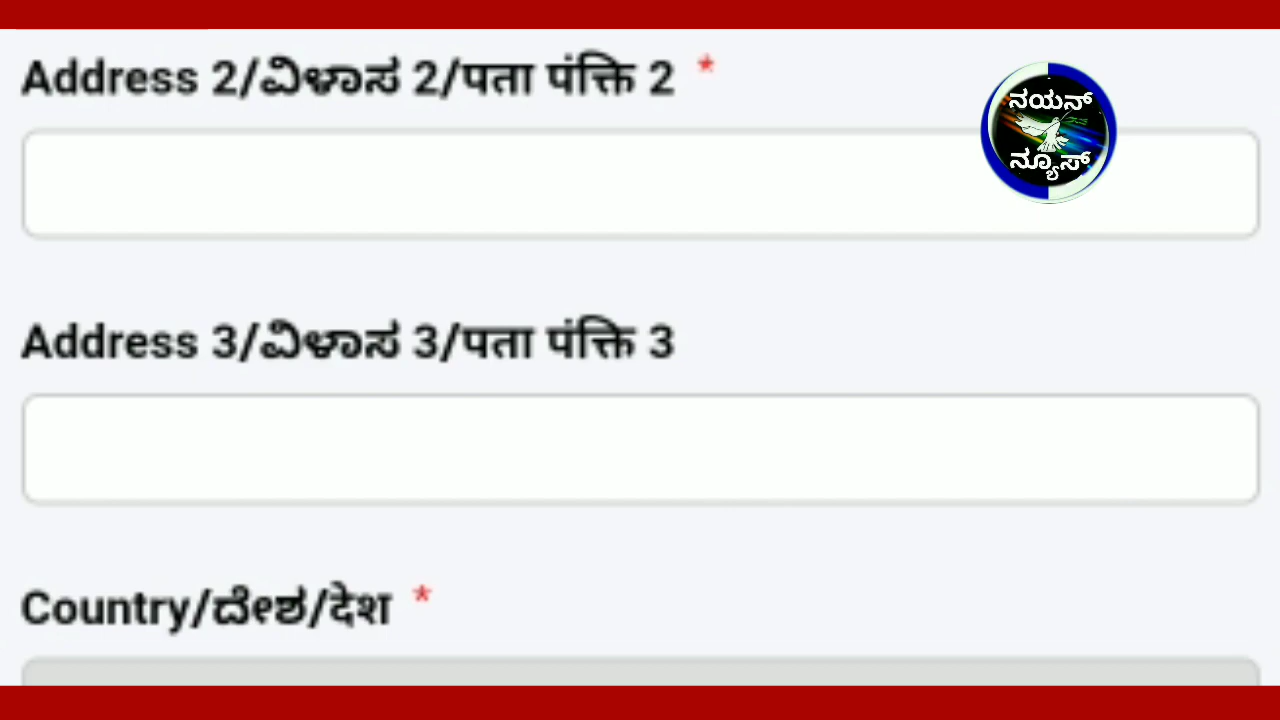 Address 2/ವಿಳಾಸ 2/पता पंक्ति 2 *
ನಯನ್
ನ್ಯೂಸ್
Address 3/ವಿಳಾಸ 3/पता पंक्ति 3
Country/ದೇಶ/देश *